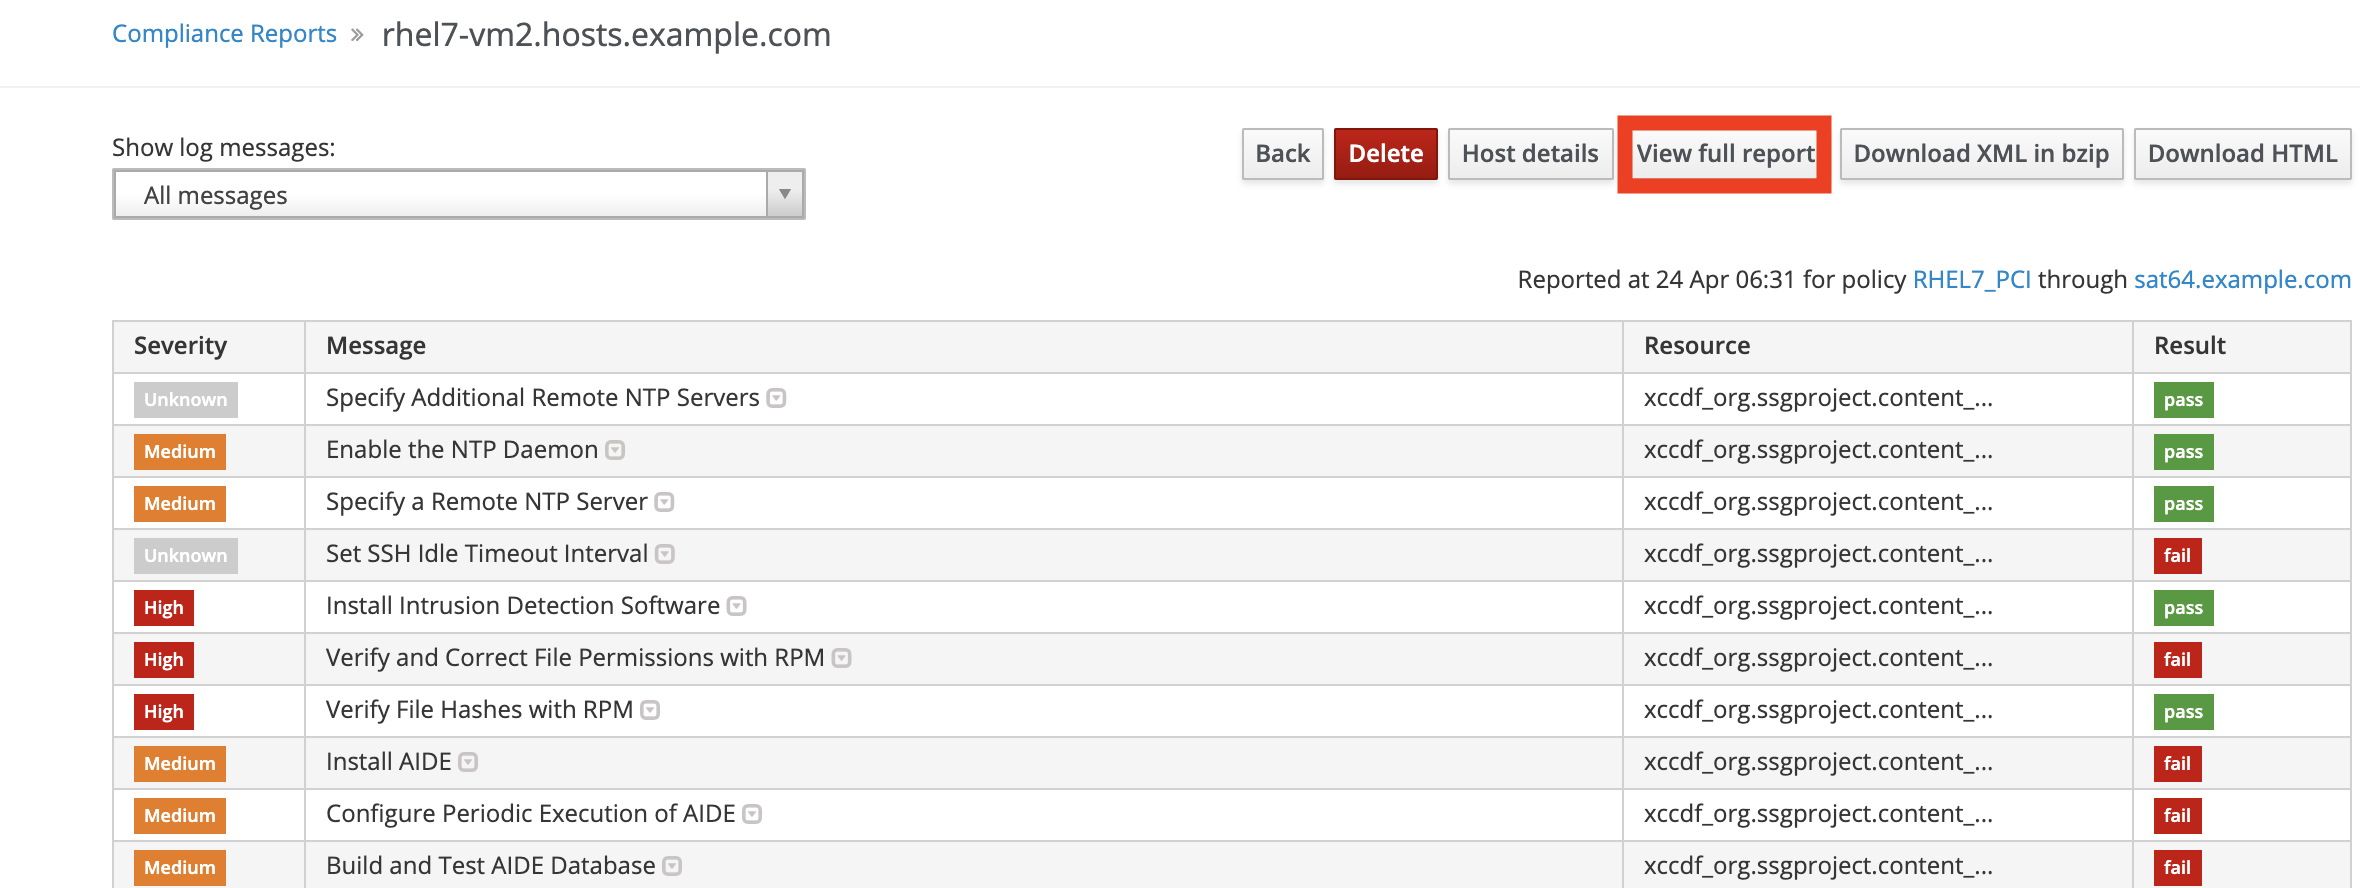 Compliance Reports » rhel7-vm2.hosts.example.com
Show log messages:
All messages
Back Delete Host details View full report Download XML in bzip Download HTML
Reported at 24 Apr 06:31 for policy RHEL7_PCI through sat64.example.com
Severity Message Resource Result
Unknown Specify Additional Remote NTP Servers xccdf_org.ssgproject.content_... pass
Medium Enable the NTP Daemon xccdf_org.ssgproject.content_... pass
Medium Specify a Remote NTP Server xccdf_org.ssgproject.content_... pass
Unknown Set SSH Idle Timeout Interval xccdf_org.ssgproject.content_... fail
High Install Intrusion Detection Software xccdf_org.ssgproject.content_... pass
High Verify and Correct File Permissions with RPM xccdf_org.ssgproject.content_... fail
High Verify File Hashes with RPM xccdf_org.ssgproject.content_... pass
Medium Install AIDE xccdf_org.ssgproject.content_... fail
Medium Configure Periodic Execution of AIDE xccdf_org.ssgproject.content_... fail
Medium Build and Test AIDE Database xccdf_org.ssgproject.content_... fail